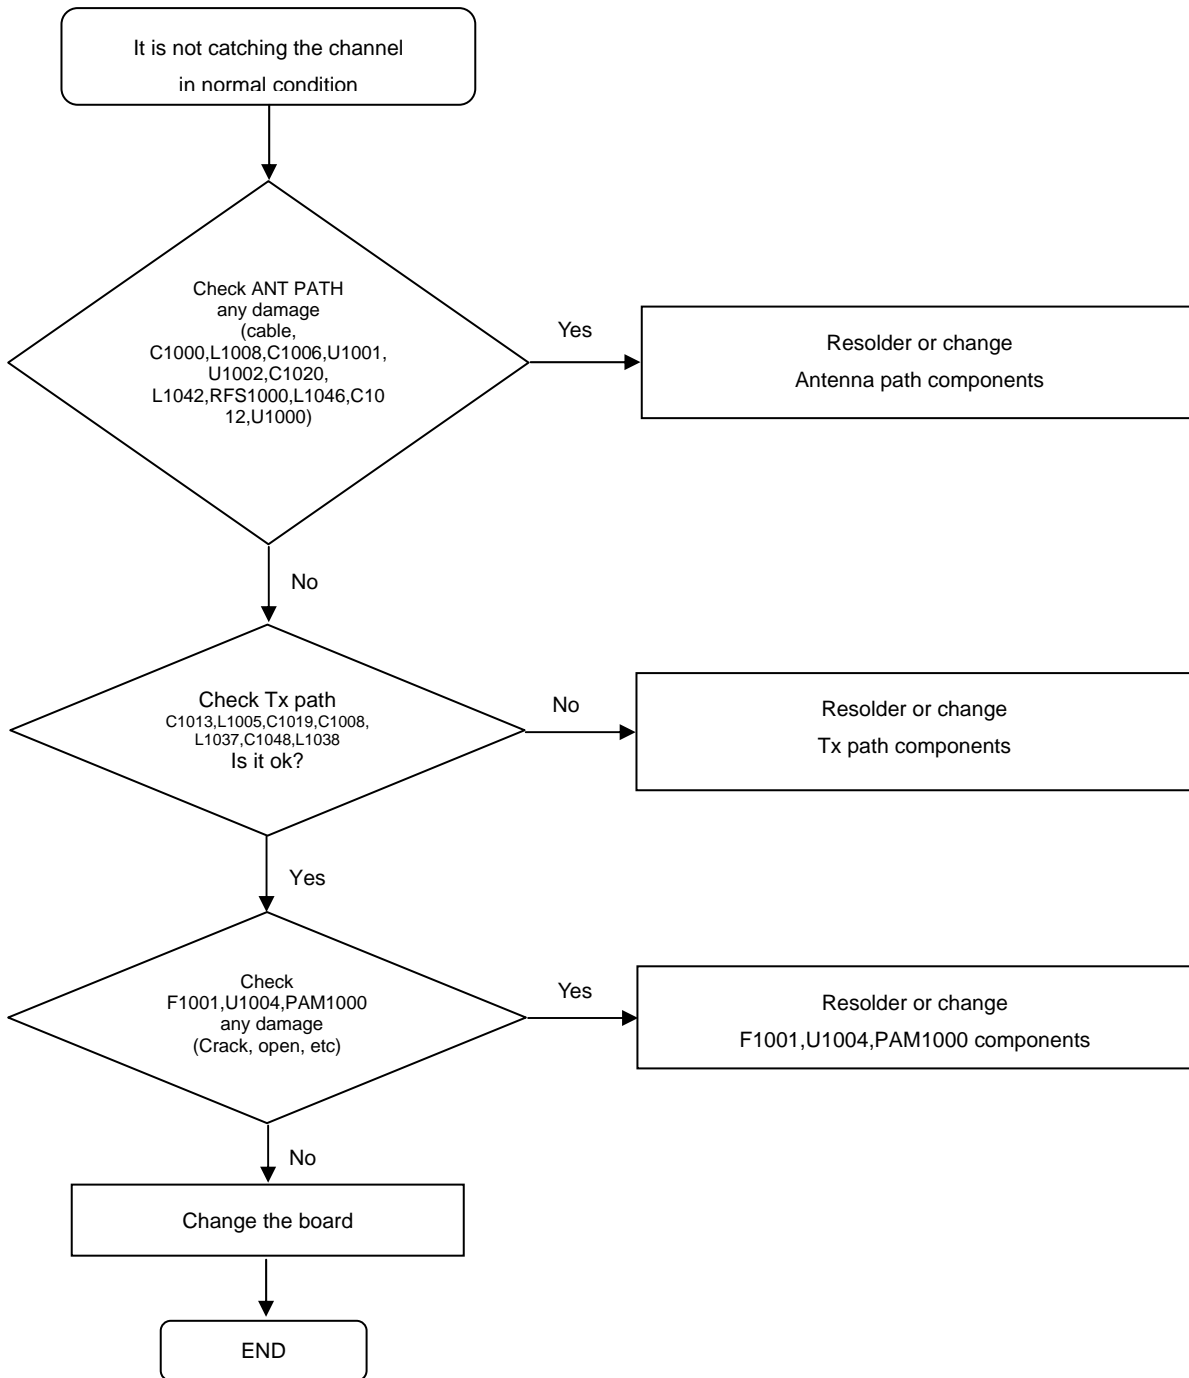 It is not catching the channel
in normal condition
Check ANT PATH
any damage
(cable,
C1000,L1008,C1006,U1001,
U1002,C1020,
L1042,RFS1000,L1046,C10
12,U1000)
Yes
Resolder or change
Antenna path components
No
Check Tx path
C1013,L1005,C1019,C1008,
L1037,C1048,L1038
Is it ok?
No
Resolder or change
Tx path components
Yes
Check
F1001,U1004,PAM1000
any damage
(Crack, open, etc)
Yes
Resolder or change
F1001,U1004,PAM1000 components
No
Change the board
END